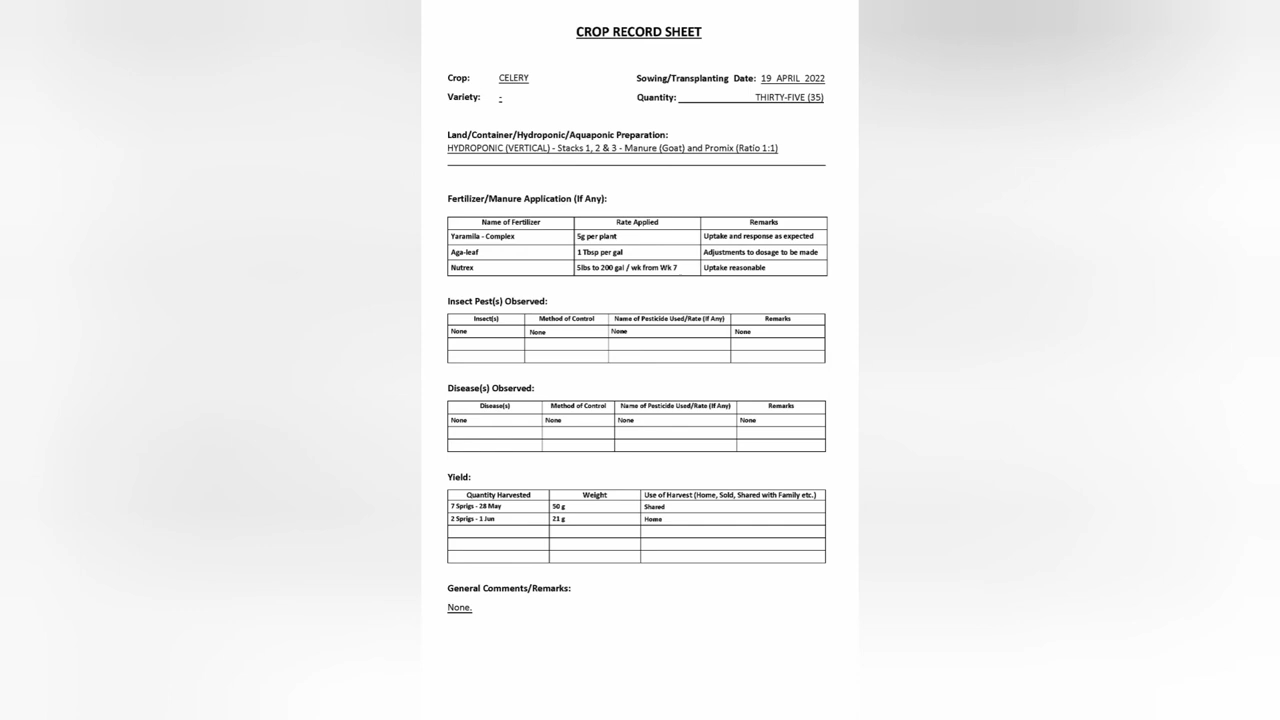 CROP RECORD SHEET
Crop: CELERY Sowing/Transplanting Date: 19 APRIL 2022
Variety: - Quantity: THIRTY-FIVE (35)
Land/Container/Hydroponic/Aquaponic Preparation:
HYDROPONIC (VERTICAL) - Stacks 1, 2 & 3 - Manure (Goat) and Promix (Ratio 1:1)
Fertilizer/Manure Application (If Any):
Name of Fertilizer Rate Applied Remarks
Yaramila - Complex 5g per plant Uptake and response as expected
Aga-leaf 1 Tbsp per gal Adjustments to dosage to be made
Nutrex 5lbs to 200 gal / wk from Wk 7 Uptake reasonable
Insect Pest(s) Observed:
Insect(s) Method of Control Name of Pesticide Used/Rate (If Any) Remarks
None None None None
Disease(s) Observed:
Disease(s) Method of Control Name of Pesticide Used/Rate (If Any) Remarks
None None None None
Yield:
Quantity Harvested Weight Use of Harvest (Home, Sold, Shared with Family etc.)
7 Sprigs - 28 May 50 g Shared
2 Sprigs - 1 Jun 21 g Home
General Comments/Remarks:
None.